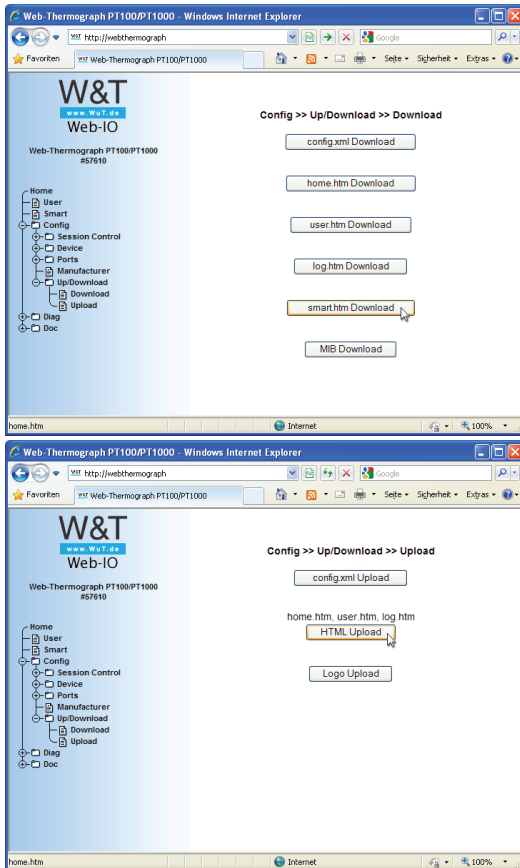 Web-Thermograph PT100/PT1000 - Windows Internet Explorer
W&T http://webthermograph
Google
Favoriten
W&T Web-Thermograph PT100/PT1000
Seite
Sicherheit
Extras
W&T
www.WuT.de
Web-IO
Web-Thermograph PT100/PT1000
#57610
Home
User
Smart
Config
Session Control
Device
Ports
Manufacturer
Up/Download
Download
Upload
Diag
Doc
Config >> Up/Download >> Download
config.xml Download
home.htm Download
user.htm Download
log.htm Download
smart.htm Download
MIB Download
home.htm
Internet
100%
Web-Thermograph PT100/PT1000 - Windows Internet Explorer
W&T http://webthermograph
Google
Favoriten
W&T Web-Thermograph PT100/PT1000
Seite
Sicherheit
Extras
W&T
www.WuT.de
Web-IO
Web-Thermograph PT100/PT1000
#57610
Home
User
Smart
Config
Session Control
Device
Ports
Manufacturer
Up/Download
Download
Upload
Diag
Doc
Config >> Up/Download >> Upload
config.xml Upload
home.htm, user.htm, log.htm
HTML Upload
Logo Upload
home.htm
Internet
100%